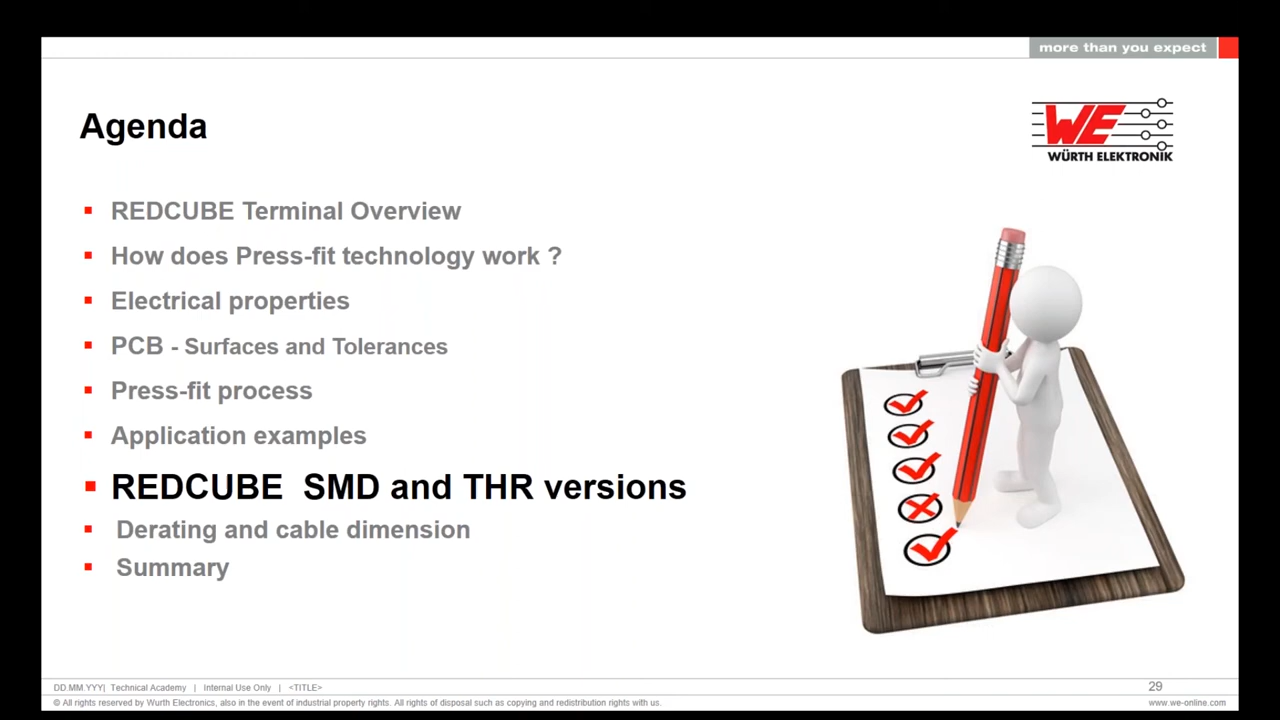 more than you expect
Agenda
WE
WÜRTH ELEKTRONIK
REDCUBE Terminal Overview
How does Press-fit technology work ?
Electrical properties
PCB - Surfaces and Tolerances
Press-fit process
Application examples
REDCUBE SMD and THR versions
Derating and cable dimension
Summary
DD.MM.YYY| Technical Academy | Internal Use Only | <TITLE>
29
© All rights reserved by Wurth Electronics, also in the event of industrial property rights. All rights of disposal such as copying and redistribution rights with us.
www.we-online.com